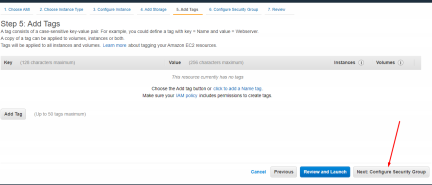 1. Choose AMI 2. Choose Instance Type 3. Configure Instance 4. Add Storage 5. Add Tags 6. Configure Security Group 7. Review
Step 5: Add Tags
A tag consists of a case-sensitive key-value pair. For example, you could define a tag with key = Name and value = Webserver.
A copy of a tag can be applied to volumes, instances or both.
Tags will be applied to all instances and volumes. Learn more about tagging your Amazon EC2 resources.
Key (128 characters maximum) Value (256 characters maximum) Instances Volumes
This resource currently has no tags
Choose the Add tag button or click to add a Name tag.
Make sure your IAM policy includes permissions to create tags.
Add Tag (Up to 50 tags maximum)
Cancel Previous Review and Launch Next: Configure Security Group